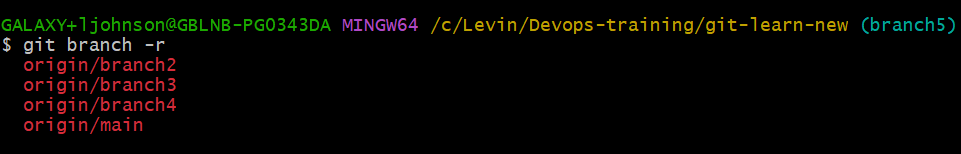 GALAXY+ljohnson@GBLNB-PG0343DA MINGW64 /c/Levin/Devops-training/git-learn-new (branch5)
$ git branch -r
origin/branch2
origin/branch3
origin/branch4
origin/main